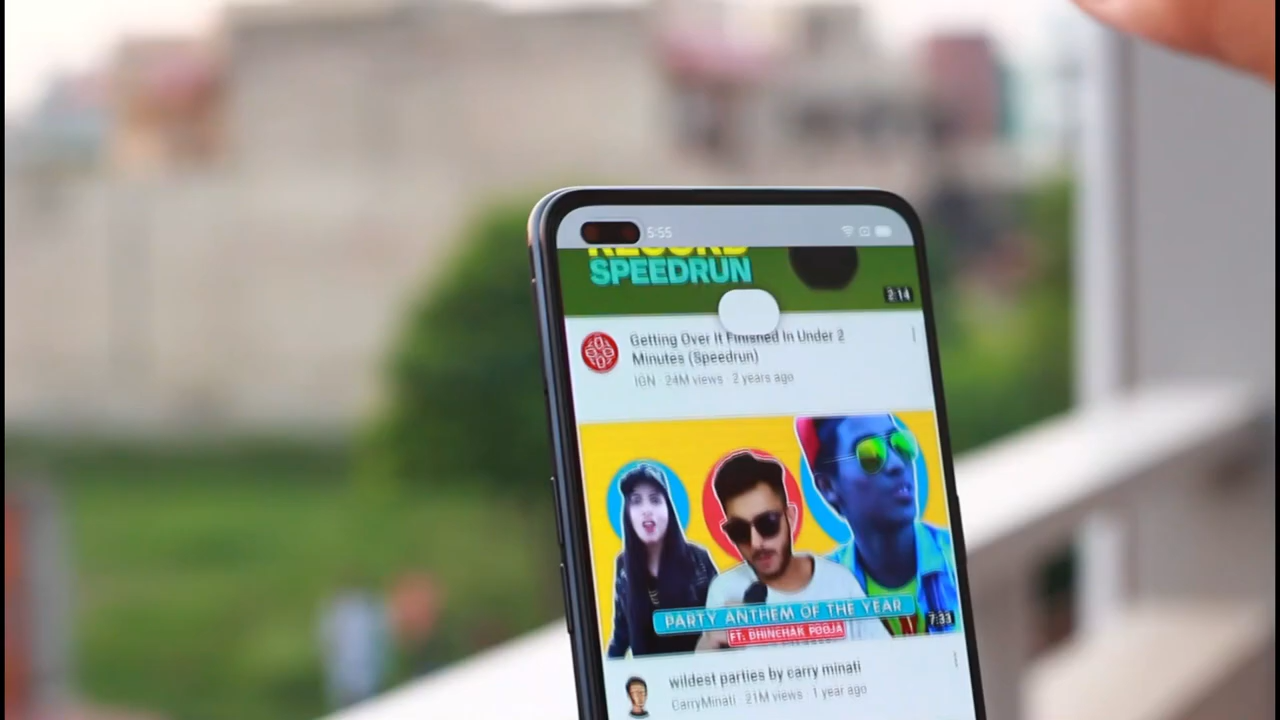 5:55
RECORD
SPEEDRUN
2:14
Getting Over It Finished In Under 2
Minutes (Speedrun)
IGN · 24M views · 2 years ago
PARTY ANTHEM OF THE YEAR
FT: DHINCHAK POOJA
7:33
wildest parties by carry minati
CarryMinati · 21M views · 1 year ago